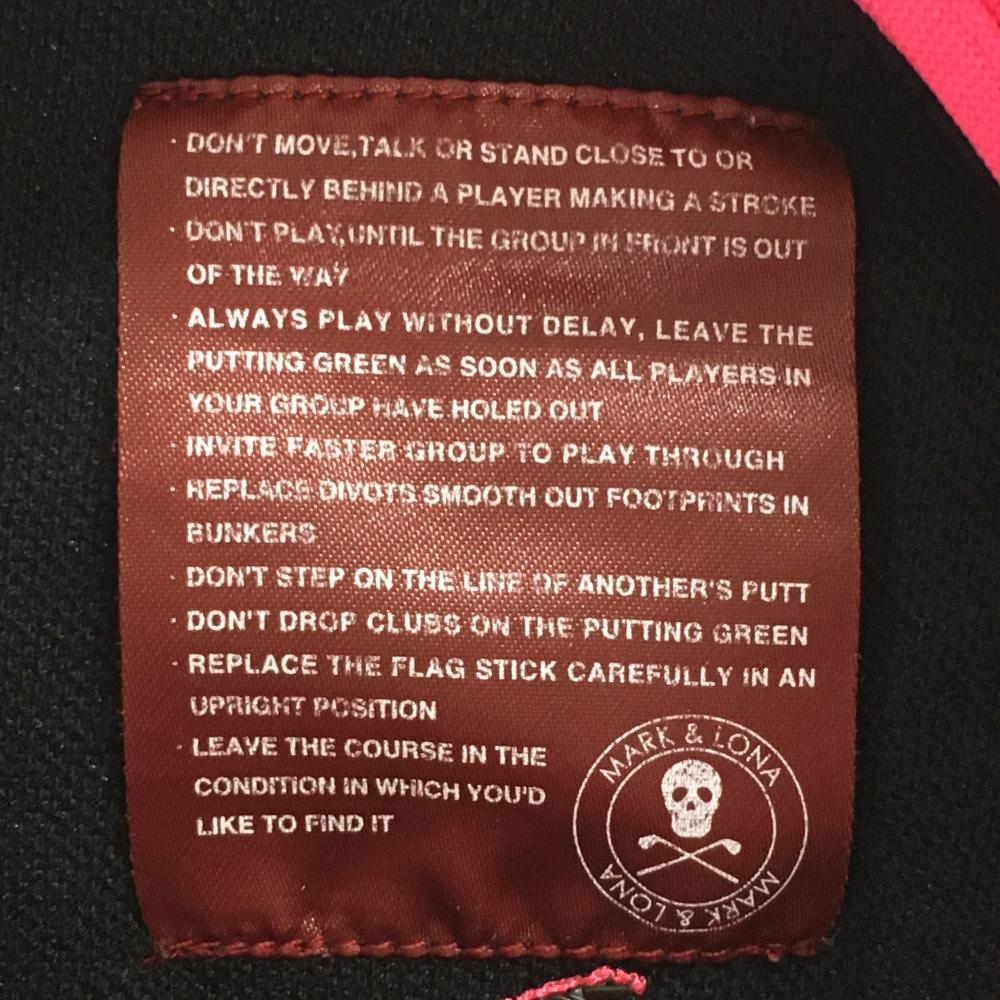 · DON'T MOVE,TALK OR STAND CLOSE TO OR
DIRECTLY BEHIND A PLAYER MAKING A STROKE
· DON'T PLAY,UNTIL THE GROUP IN FRONT IS OUT
OF THE WAY
· ALWAYS PLAY WITHOUT DELAY, LEAVE THE
PUTTING GREEN AS SOON AS ALL PLAYERS IN
YOUR GROUP HAVE HOLED OUT
· INVITE FASTER GROUP TO PLAY THROUGH
· REPLACE DIVOTS SMOOTH OUT FOOTPRINTS IN
BUNKERS
· DON'T STEP ON THE LINE OF ANOTHER'S PUTT
· DON'T DROP CLUBS ON THE PUTTING GREEN
· REPLACE THE FLAG STICK CAREFULLY IN AN
UPRIGHT POSITION
· LEAVE THE COURSE IN THE
CONDITION IN WHICH YOU'D
LIKE TO FIND IT
MARK & LONA
MARK & LONA